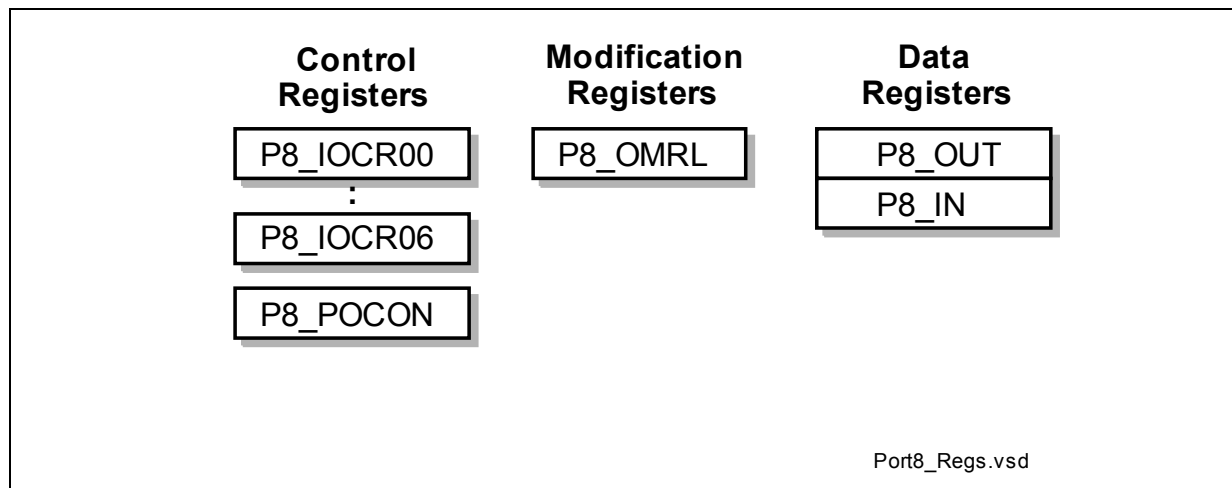 Control
Registers
P8_IOCR00
:
P8_IOCR06
P8_POCON
Modification
Registers
P8_OMRL
Data
Registers
P8_OUT
P8_IN
Port8_Regs.vsd